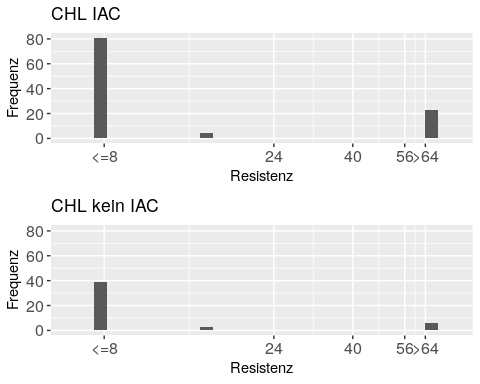 CHL IAC
80
60
40
20
0
Frequenz
<=8 24 40 56 >64
Resistenz
CHL kein IAC
80
60
40
20
0
Frequenz
<=8 24 40 56 >64
Resistenz